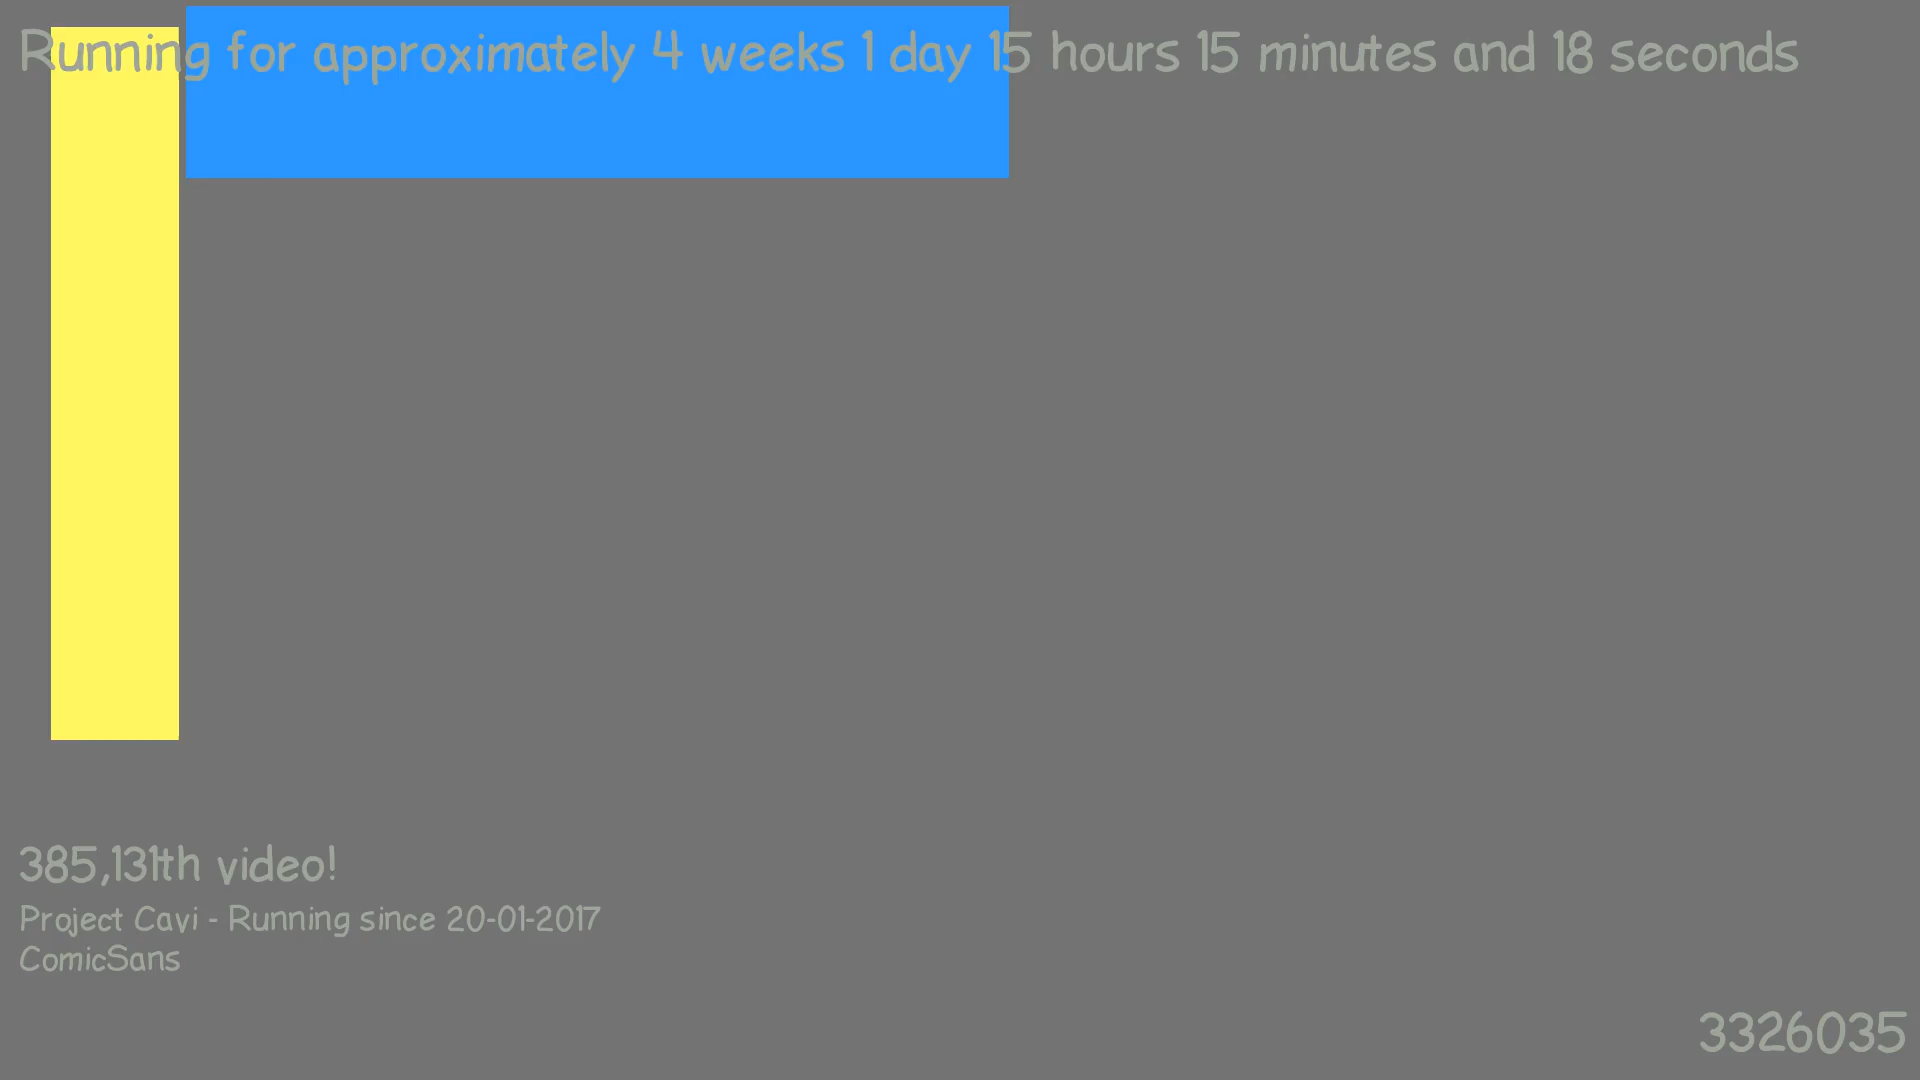 Running for approximately 4 weeks 1 day 15 hours 15 minutes and 18 seconds
385,131th video!
Project Cavi - Running since 20-01-2017
ComicSans
3326035